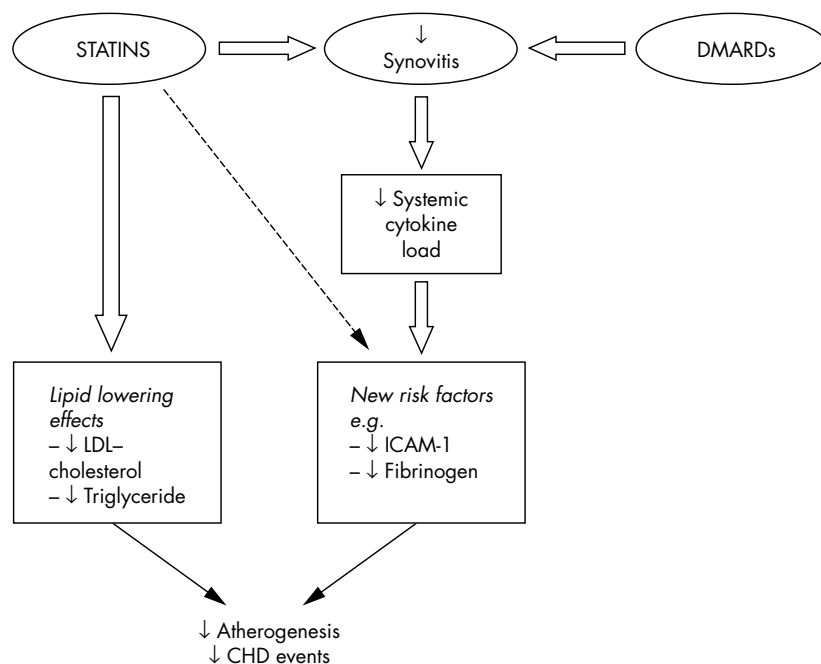 STATINS
↓
Synovitis
DMARDs
↓ Systemic
cytokine
load
Lipid lowering
effects
– ↓ LDL–
cholesterol
– ↓ Triglyceride
New risk factors
e.g.
– ↓ ICAM-1
– ↓ Fibrinogen
↓ Atherogenesis
↓ CHD events